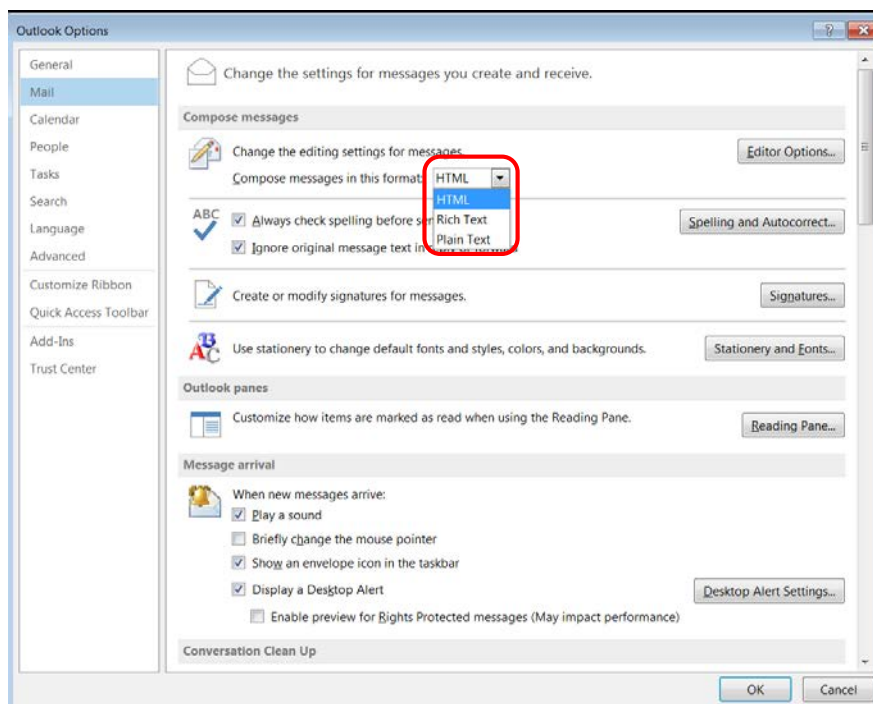 Outlook Options
General
Mail
Calendar
People
Tasks
Search
Language
Advanced
Customize Ribbon
Quick Access Toolbar
Add-Ins
Trust Center
Change the settings for messages you create and receive.
Compose messages
Change the editing settings for messages.
Editor Options...
Compose messages in this format: HTML
HTML
Rich Text
Plain Text
ABC
Always check spelling before
Spelling and Autocorrect...
Ignore original message text in
Create or modify signatures for messages.
Signatures...
ABC
Use stationery to change default fonts and styles, colors, and backgrounds.
Stationery and Fonts...
Outlook panes
Customize how items are marked as read when using the Reading Pane.
Reading Pane...
Message arrival
When new messages arrive:
Play a sound
Briefly change the mouse pointer
Show an envelope icon in the taskbar
Display a Desktop Alert
Desktop Alert Settings...
Enable preview for Rights Protected messages (May impact performance)
Conversation Clean Up
OK
Cancel